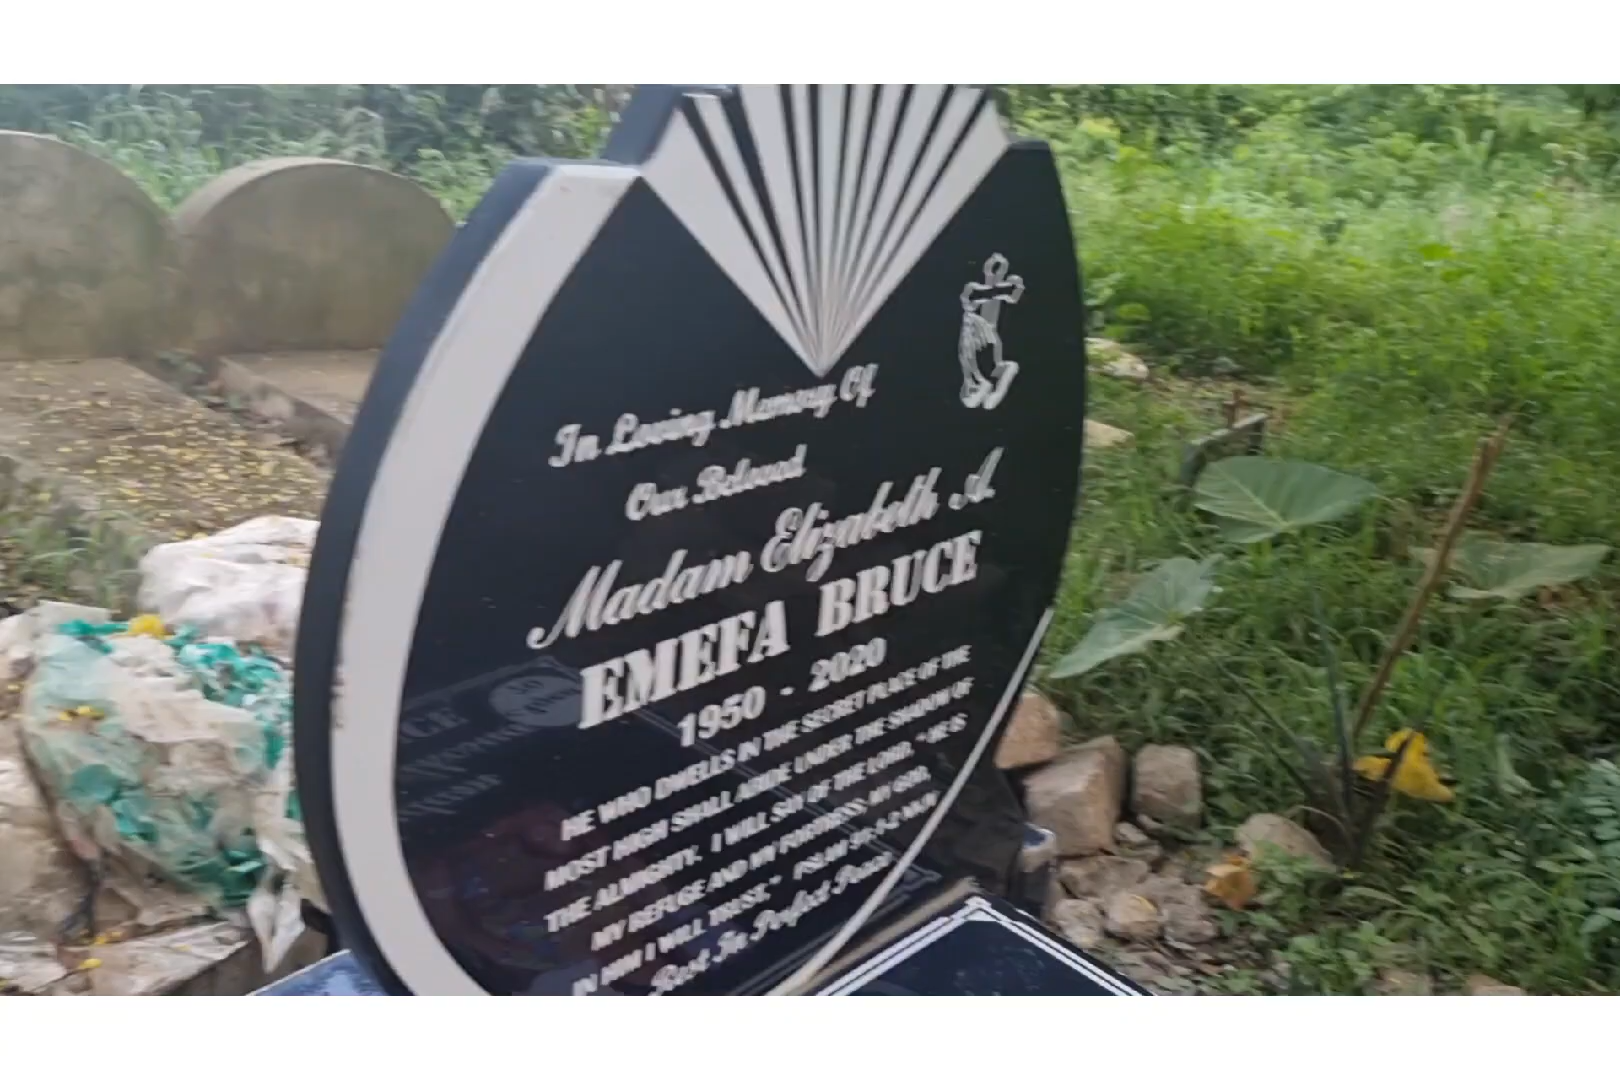 In Loving Memory Of
Our Beloved
Madam Elizabeth A.
EMEFA BRUCE
1950 - 2020
HE WHO DWELLS IN THE SECRET PLACE OF THE
MOST HIGH SHALL ABIDE UNDER THE SHADOW OF
THE ALMIGHTY. I WILL SAY OF THE LORD, "HE IS
MY REFUGE AND MY FORTRESS; MY GOD,
IN HIM I WILL TRUST." PSLAM 91:1-2 NKJV
Rest In Perfect Peace